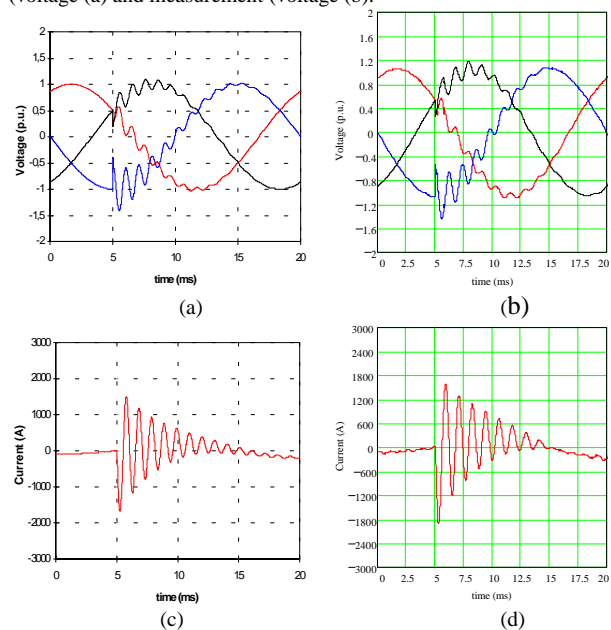 (voltage (a) and measurement (voltage (b).
2
1.5
1
0.5
0
-0.5
-1
-1.5
-2
Voltage (p.u.)
0 5 10 15 20
time (ms)
(a)
2
1.6
1.2
0.8
0.4
0
−0.4
−0.8
−1.2
−1.6
−2
Voltage (p.u.)
0 2.5 5 7.5 10 12.5 15 17.5 20
time (ms)
(b)
3000
2000
1000
0
-1000
-2000
-3000
Current (A)
0 5 10 15 20
time (ms)
(c)
3000
2400
1800
1200
600
0
−600
−1200
−1800
−2400
−3000
Current (A)
0 2.5 5 7.5 10 12.5 15 17.5 20
time (ms)
(d)